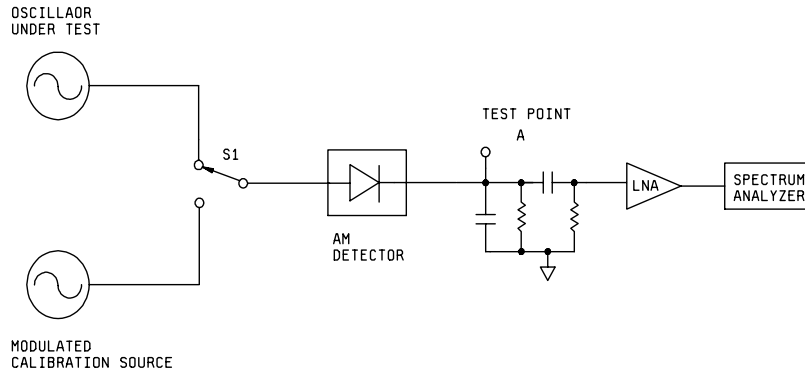 OSCILLAOR
UNDER TEST
TEST POINT
A
S1
LNA
SPECTRUM
ANALYZER
AM
DETECTOR
MODULATED
CALIBRATION SOURCE